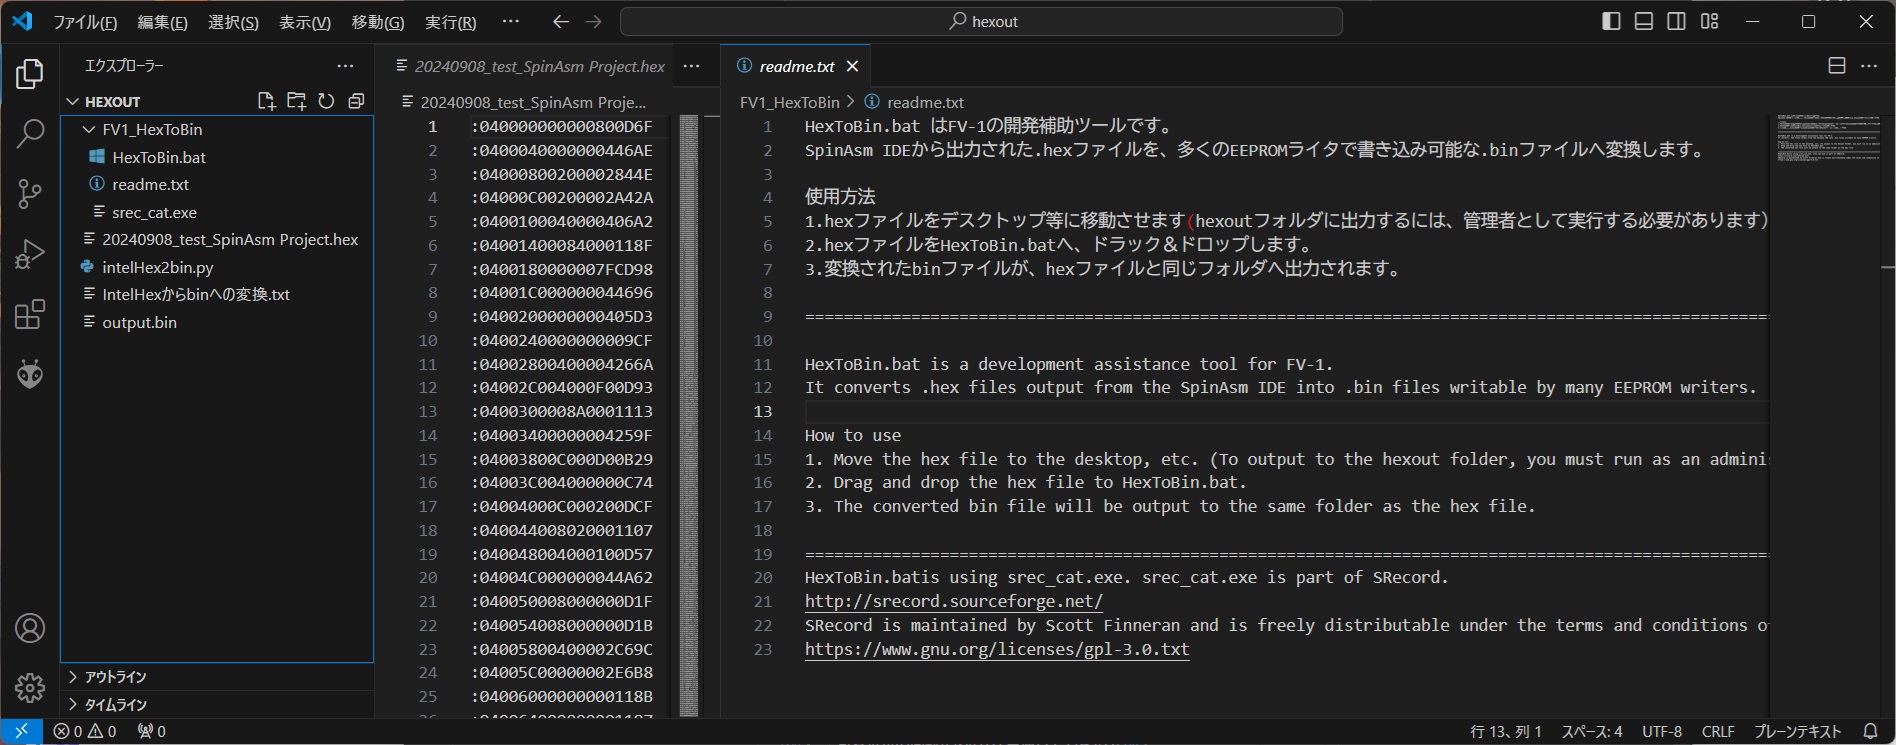 ファイル(F) 編集(E) 選択(S) 表示(V) 移動(G) 実行(R) ··· hexout
エクスプローラー ···
HEXOUT
FV1_HexToBin
HexToBin.bat
readme.txt
srec_cat.exe
20240908_test_SpinAsm Project.hex
intelHex2bin.py
IntelHexからbinへの変換.txt
output.bin
アウトライン
タイムライン
20240908_test_SpinAsm Project.hex ···
20240908_test_SpinAsm Proje...
1 :040000000000800D6F
2 :0400040000000446AE
3 :04000800200002844E
4 :04000C00200002A42A
5 :0400100040000406A2
6 :04001400084000118F
7 :0400180000007FCD98
8 :04001C000000044696
9 :0400200000000405D3
10 :0400240000000009CF
11 :04002800400004266A
12 :04002C004000F00D93
13 :0400300008A0001113
14 :04003400000004259F
15 :04003800C000D00B29
16 :04003C004000000C74
17 :04004000C000200DCF
18 :040044008020001107
19 :040048004000100D57
20 :04004C000000044A62
21 :040050008000000D1F
22 :040054008000000D1B
23 :04005800400002C69C
24 :04005C00000002E6B8
25 :04006000000000118B
readme.txt
FV1_HexToBin > readme.txt
1 HexToBin.bat はFV-1の開発補助ツールです。
2 SpinAsm IDEから出力された.hexファイルを、多くのEEPROMライタで書き込み可能な.binファイルへ変換します。
3
4 使用方法
5 1.hexファイルをデスクトップ等に移動させます(hexoutフォルダに出力するには、管理者として実行する必要があります)
6 2.hexファイルをHexToBin.batへ、ドラック＆ドロップします。
7 3.変換されたbinファイルが、hexファイルと同じフォルダへ出力されます。
8
9 =====================================================================================================
10
11 HexToBin.bat is a development assistance tool for FV-1.
12 It converts .hex files output from the SpinAsm IDE into .bin files writable by many EEPROM writers.
13
14 How to use
15 1. Move the hex file to the desktop, etc. (To output to the hexout folder, you must run as an adminis
16 2. Drag and drop the hex file to HexToBin.bat.
17 3. The converted bin file will be output to the same folder as the hex file.
18
19 =====================================================================================================
20 HexToBin.batis using srec_cat.exe. srec_cat.exe is part of SRecord.
21 http://srecord.sourceforge.net/
22 SRecord is maintained by Scott Finneran and is freely distributable under the terms and conditions o
23 https://www.gnu.org/licenses/gpl-3.0.txt
0 0 0 行 13、列 1 スペース: 4 UTF-8 CRLF プレーンテキスト